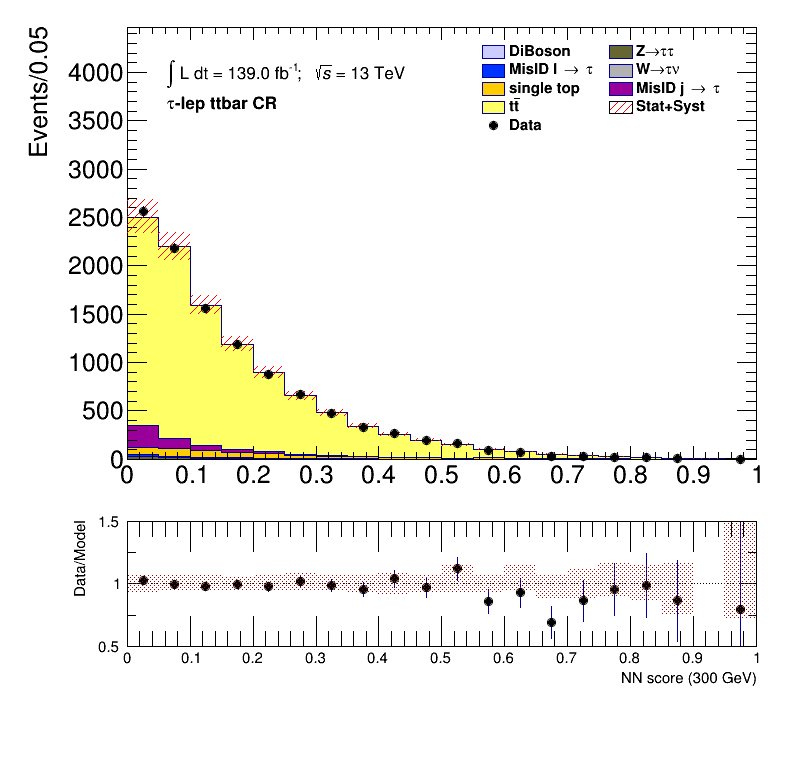 Events/0.05
4000
3500
3000
2500
2000
1500
1000
500
0
∫ L dt = 139.0 fb⁻¹; √s = 13 TeV
τ-lep ttbar CR
DiBoson
MisID l → τ
single top
tt̄
Data
Z→ττ
W→τν
MisID j → τ
Stat+Syst
0 0.1 0.2 0.3 0.4 0.5 0.6 0.7 0.8 0.9 1
Data/Model
1.5
1
0.5
0 0.1 0.2 0.3 0.4 0.5 0.6 0.7 0.8 0.9 1
NN score (300 GeV)